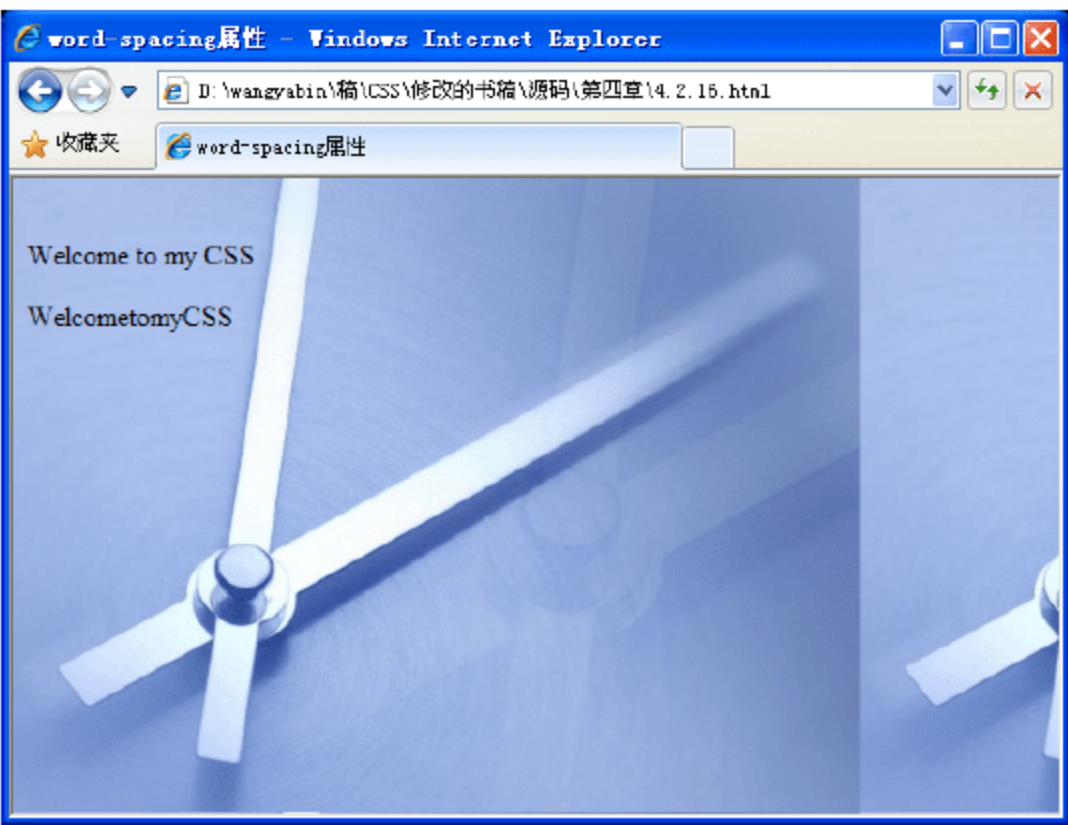 word-spacing属性 - Windows Internet Explorer
D:\wangyabin\稿\CSS\修改的书稿\源码\第四章\4.2.16.html
收藏夹
word-spacing属性
Welcome to my CSS
WelcometomyCSS